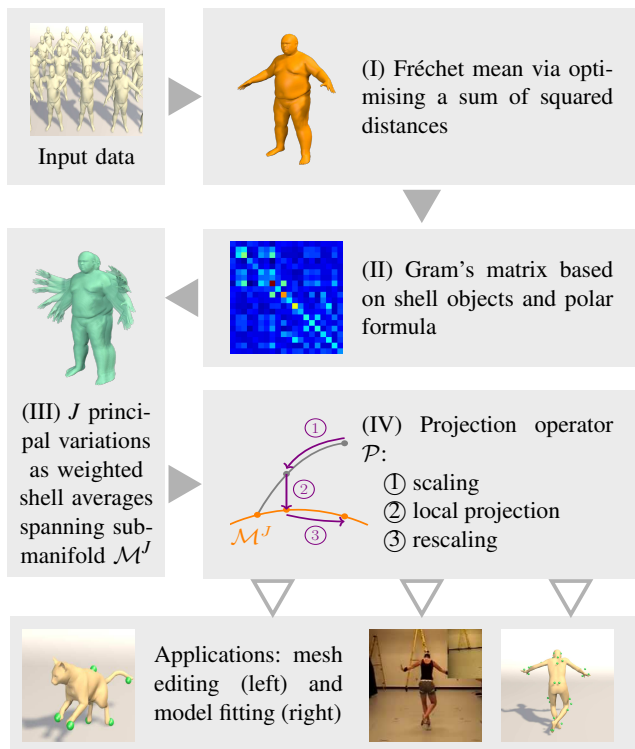 Input data
(I) Fréchet mean via opti-
mising a sum of squared
distances
(II) Gram's matrix based
on shell objects and polar
formula
(III) J princi-
pal variations
as weighted
shell averages
spanning sub-
manifold 𝓜ᴶ
(IV) Projection operator
𝒫:
① scaling
② local projection
③ rescaling
①
②
③
𝓜ᴶ
Applications: mesh
editing (left) and
model fitting (right)